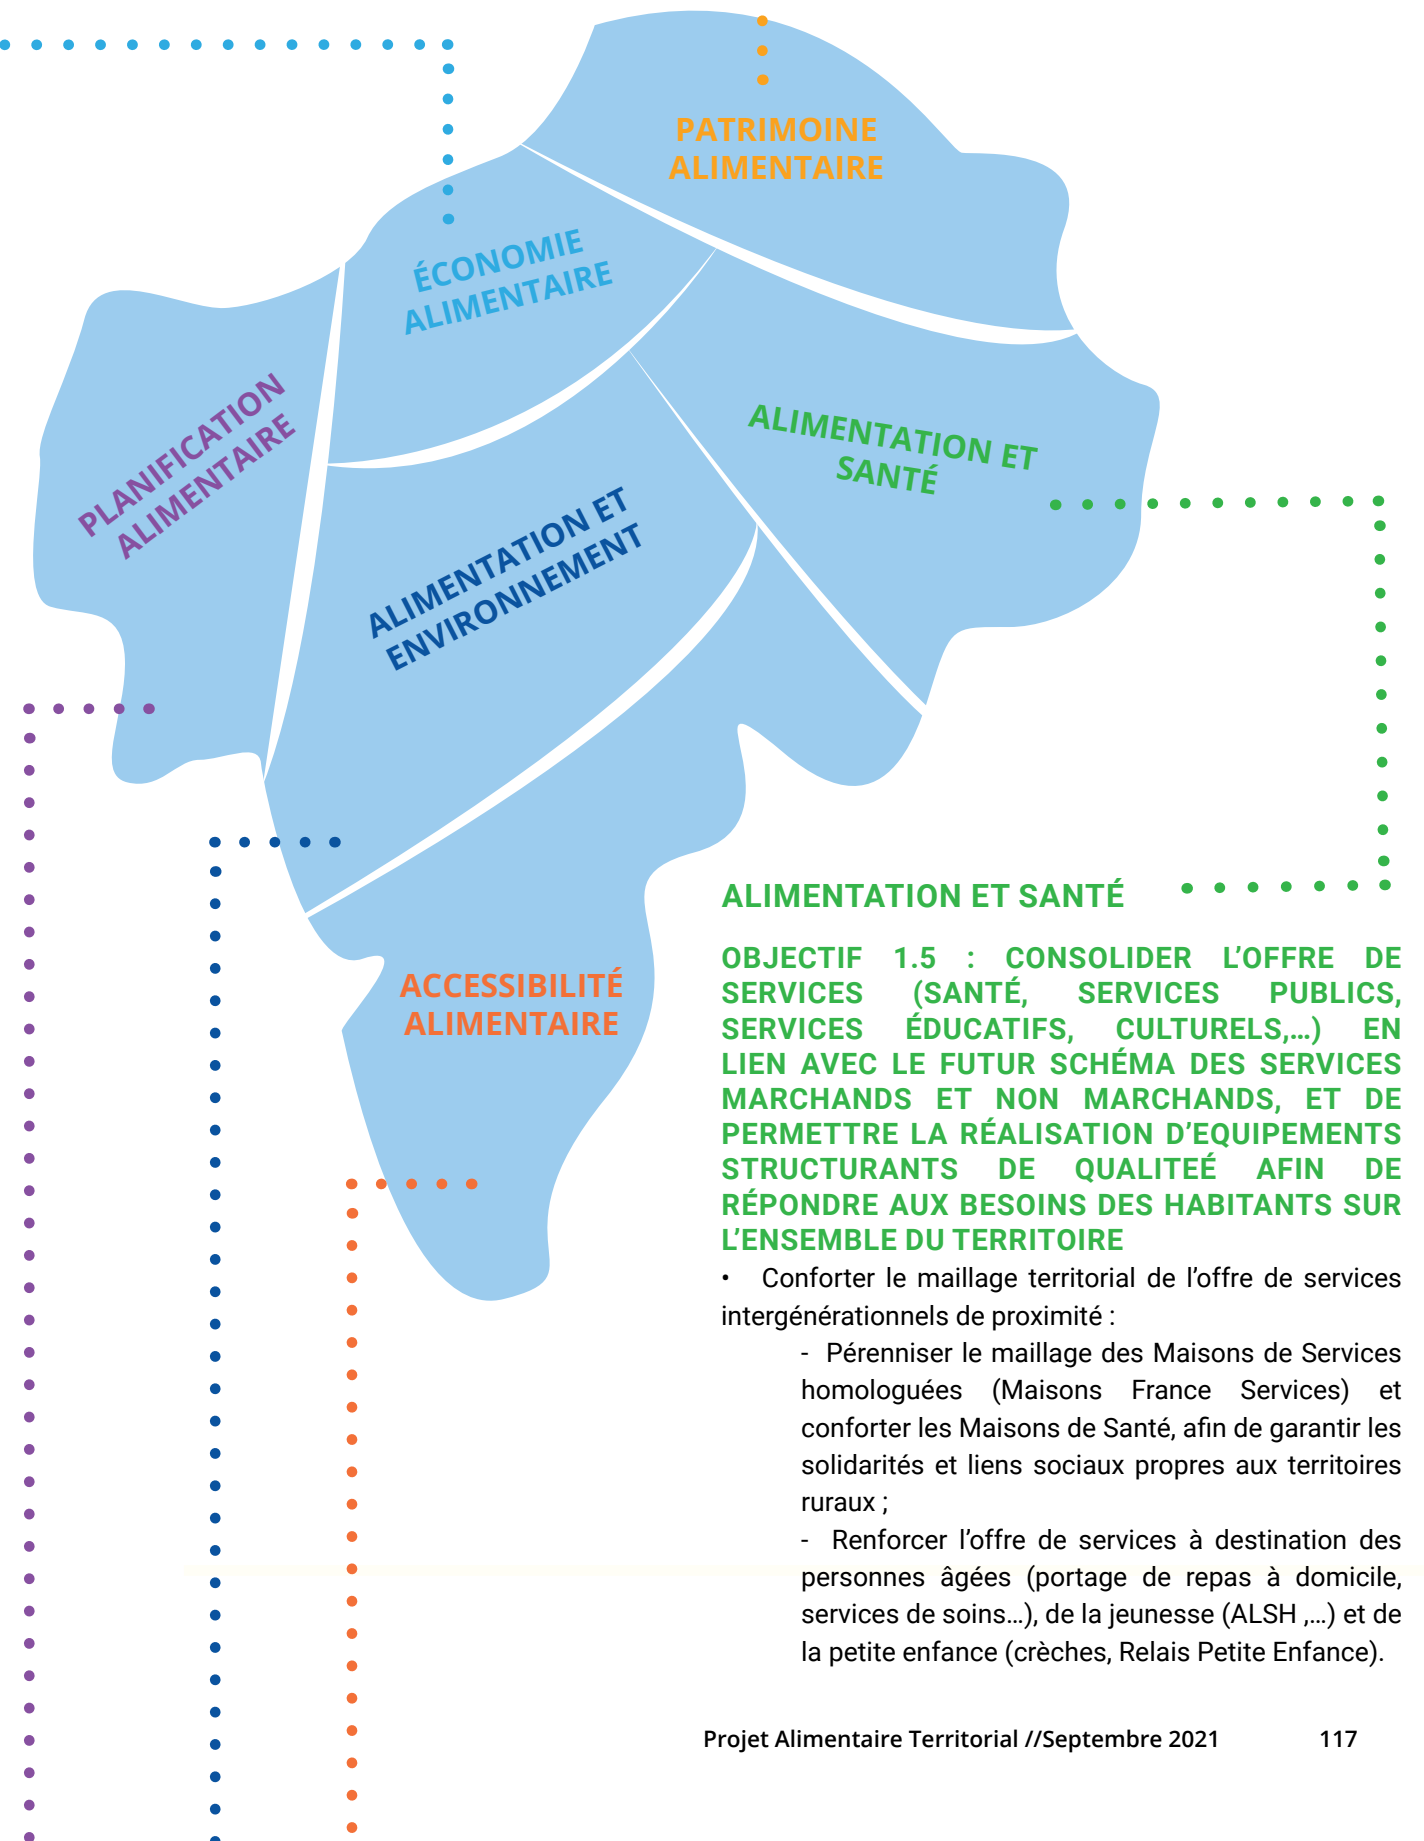 PATRIMOINE
ALIMENTAIRE
ÉCONOMIE
ALIMENTAIRE
PLANIFICATION
ALIMENTAIRE
ALIMENTATION ET
SANTÉ
ALIMENTATION ET
ENVIRONNEMENT
ACCESSIBILITÉ
ALIMENTAIRE
ALIMENTATION ET SANTÉ
OBJECTIF 1.5 : CONSOLIDER L’OFFRE DE
SERVICES (SANTÉ, SERVICES PUBLICS,
SERVICES ÉDUCATIFS, CULTURELS,…) EN
LIEN AVEC LE FUTUR SCHÉMA DES SERVICES
MARCHANDS ET NON MARCHANDS, ET DE
PERMETTRE LA RÉALISATION D’EQUIPEMENTS
STRUCTURANTS DE QUALITEÉ AFIN DE
RÉPONDRE AUX BESOINS DES HABITANTS SUR
L’ENSEMBLE DU TERRITOIRE
• Conforter le maillage territorial de l’offre de services
intergénérationnels de proximité :
- Pérenniser le maillage des Maisons de Services
homologuées (Maisons France Services) et
conforter les Maisons de Santé, afin de garantir les
solidarités et liens sociaux propres aux territoires
ruraux ;
- Renforcer l’offre de services à destination des
personnes âgées (portage de repas à domicile,
services de soins…), de la jeunesse (ALSH ,…) et de
la petite enfance (crèches, Relais Petite Enfance).
Projet Alimentaire Territorial //Septembre 2021 117